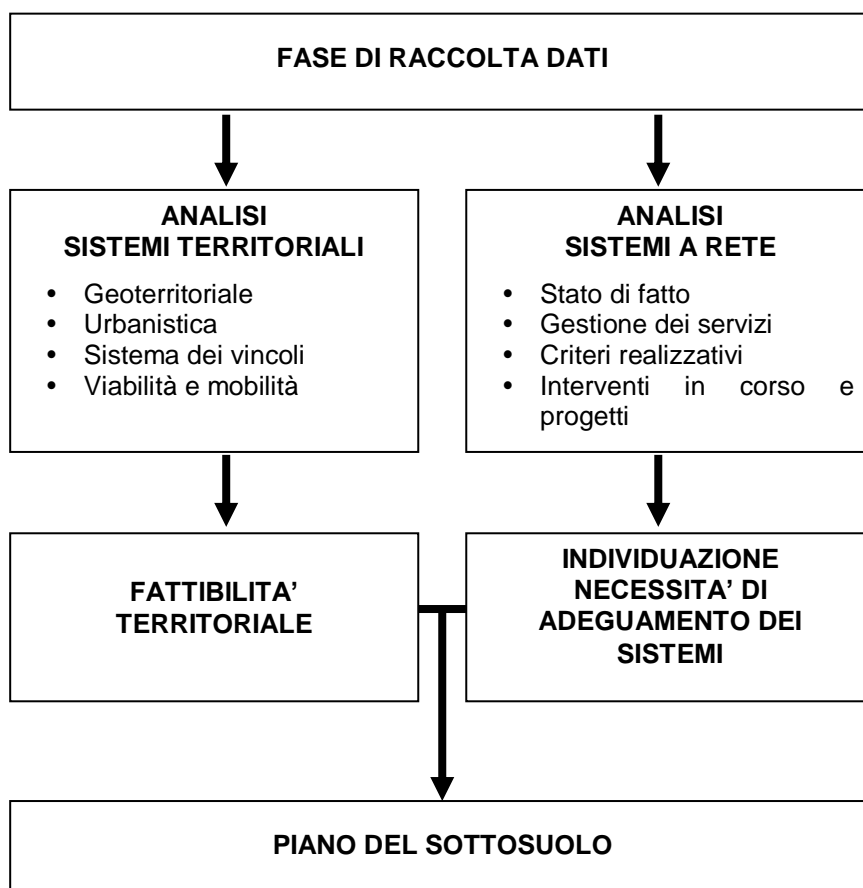 FASE DI RACCOLTA DATI
ANALISI
SISTEMI TERRITORIALI
• Geoterritoriale
• Urbanistica
• Sistema dei vincoli
• Viabilità e mobilità
ANALISI
SISTEMI A RETE
• Stato di fatto
• Gestione dei servizi
• Criteri realizzativi
• Interventi in corso e
progetti
FATTIBILITA’
TERRITORIALE
INDIVIDUAZIONE
NECESSITA’ DI
ADEGUAMENTO DEI
SISTEMI
PIANO DEL SOTTOSUOLO